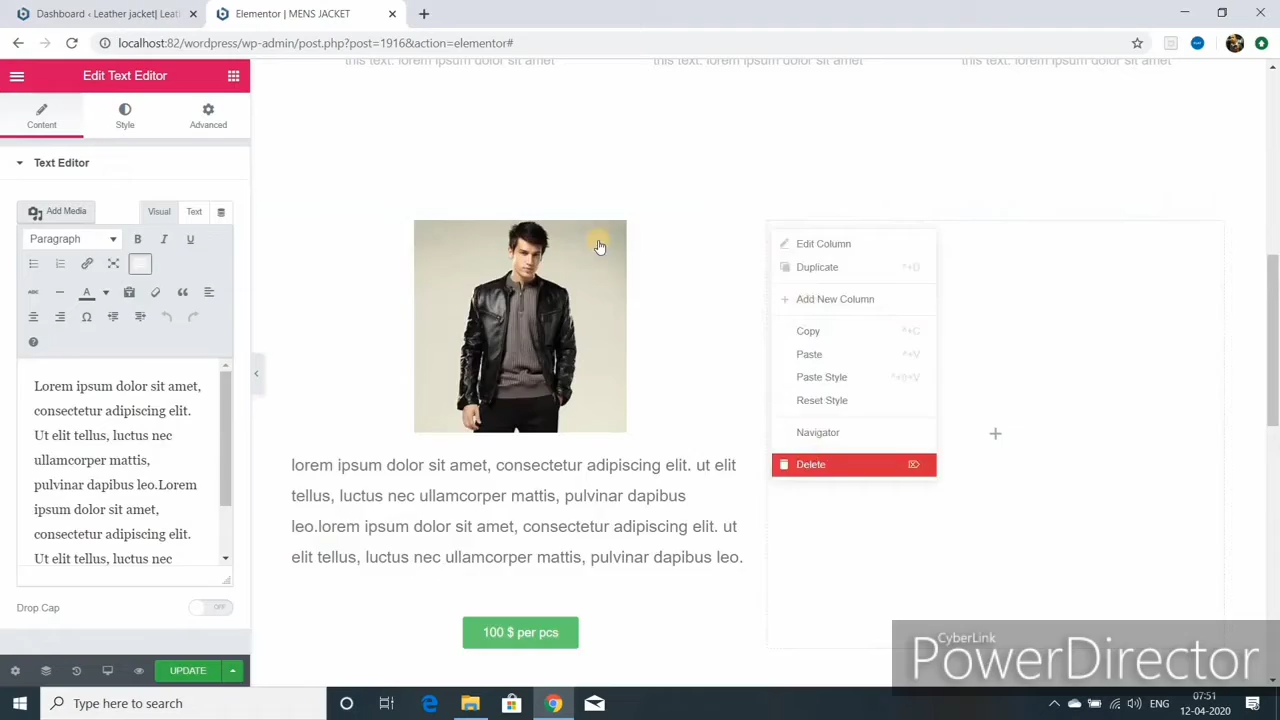 Dashboard ‹ Leather jacket| Leatl
Elementor | MENS JACKET
localhost:82/wordpress/wp-admin/post.php?post=1916&action=elementor#
Edit Text Editor
this text. lorem ipsum dolor sit amet
this text. lorem ipsum dolor sit amet
this text. lorem ipsum dolor sit amet
Content
Style
Advanced
Text Editor
Add Media
Visual
Text
Paragraph
B I U
ABC
A
Lorem ipsum dolor sit amet,
consectetur adipiscing elit.
Ut elit tellus, luctus nec
ullamcorper mattis,
pulvinar dapibus leo.Lorem
ipsum dolor sit amet,
consectetur adipiscing elit.
Ut elit tellus, luctus nec
Drop Cap
OFF
UPDATE
Edit Column
Duplicate ^+D
Add New Column
Copy ^+C
Paste ^+V
Paste Style
Reset Style
Navigator
Delete
lorem ipsum dolor sit amet, consectetur adipiscing elit. ut elit
tellus, luctus nec ullamcorper mattis, pulvinar dapibus
leo.lorem ipsum dolor sit amet, consectetur adipiscing elit. ut
elit tellus, luctus nec ullamcorper mattis, pulvinar dapibus leo.
100 $ per pcs
CyberLink
PowerDirector
Type here to search
ENG
07:51
12-04-2020